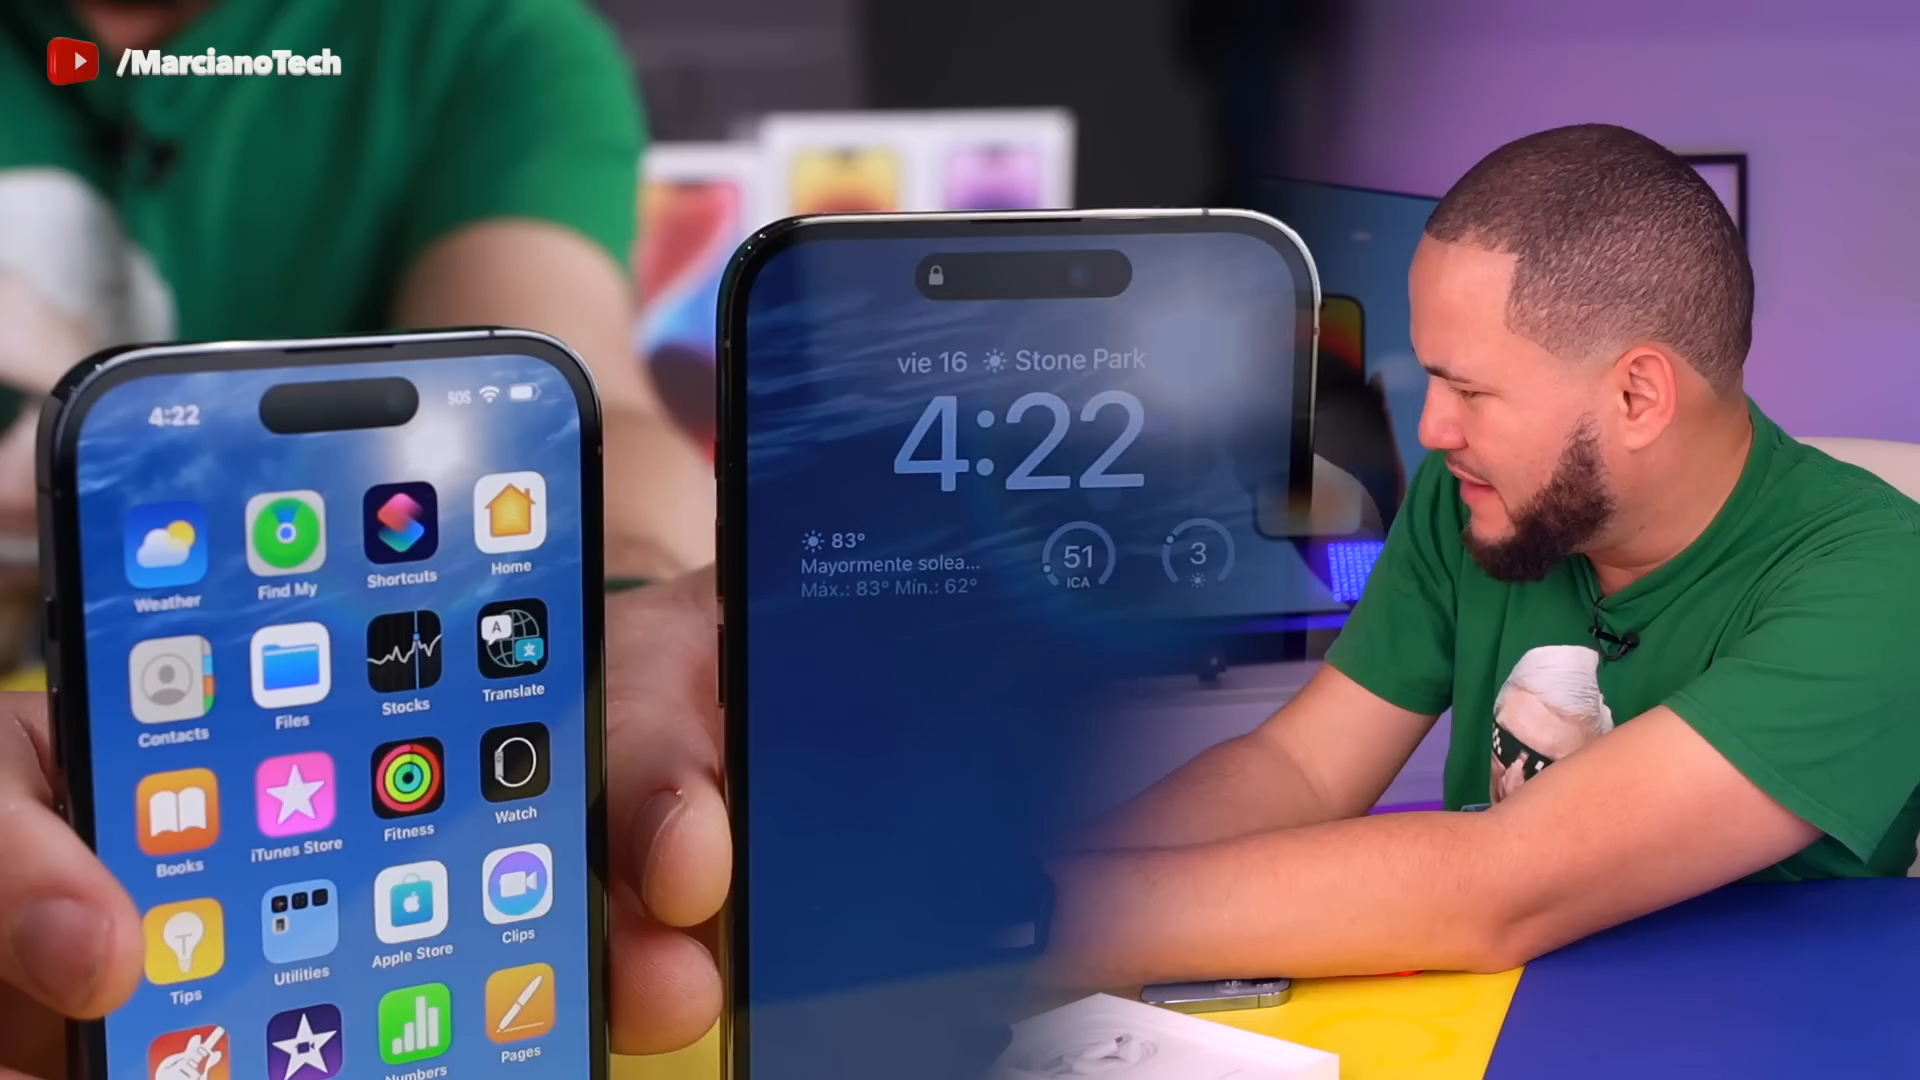 /MarcianoTech
4:22
SOS
Weather
Find My
Shortcuts
Home
Contacts
Files
Stocks
A
文
Translate
Books
iTunes Store
Fitness
Watch
Tips
Utilities
Apple Store
Clips
Numbers
Pages
vie 16 Stone Park
4:22
83°
Mayormente solea...
Máx.: 83° Mín.: 62°
51
ICA
3